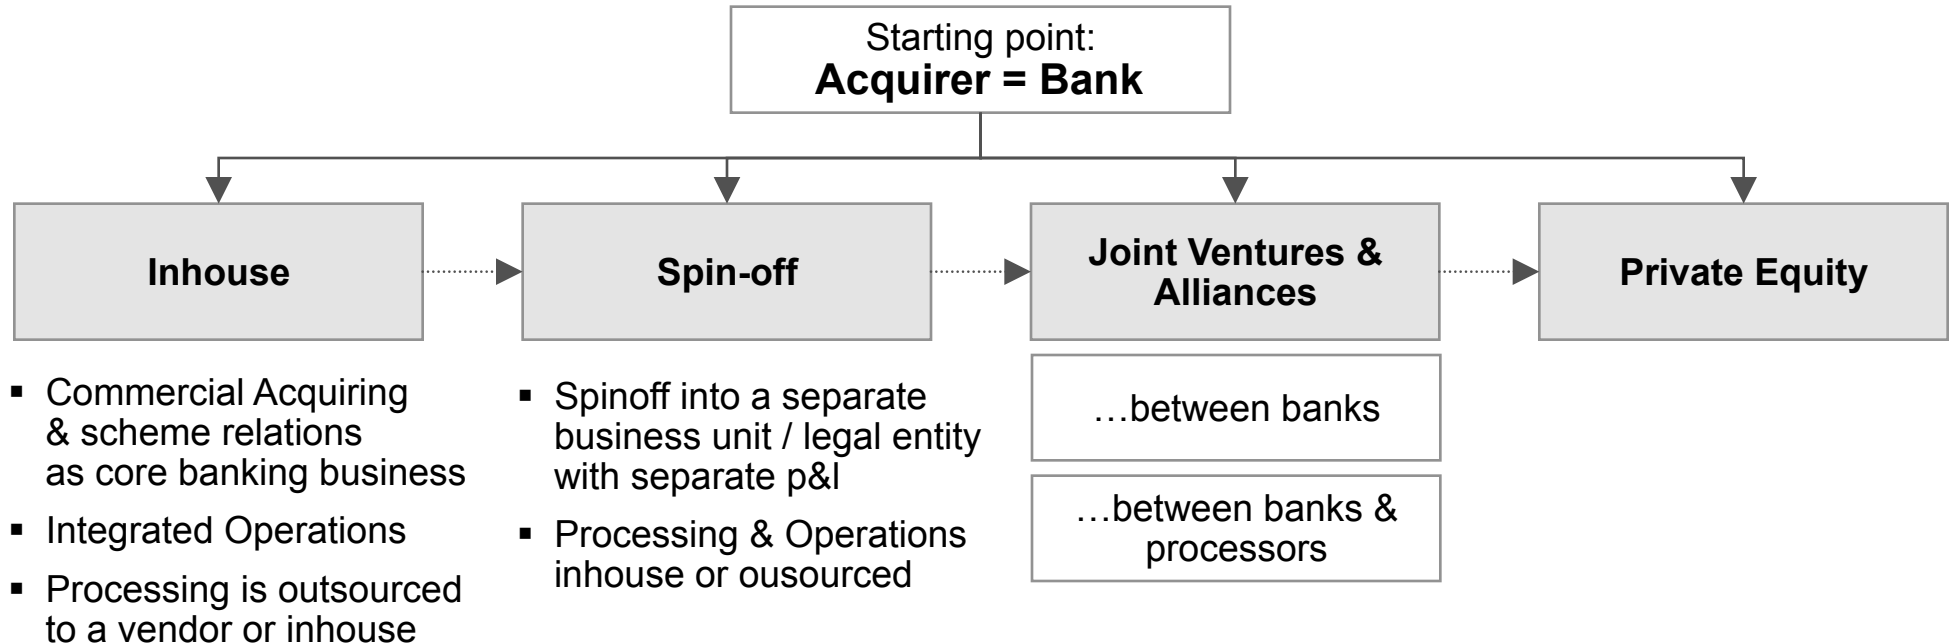 Starting point:
Acquirer = Bank
Inhouse
Spin-off
Joint Ventures &
Alliances
Private Equity
▪ Commercial Acquiring
& scheme relations
as core banking business
▪ Integrated Operations
▪ Processing is outsourced
to a vendor or inhouse
▪ Spinoff into a separate
business unit / legal entity
with separate p&l
▪ Processing & Operations
inhouse or ousourced
…between banks
…between banks &
processors